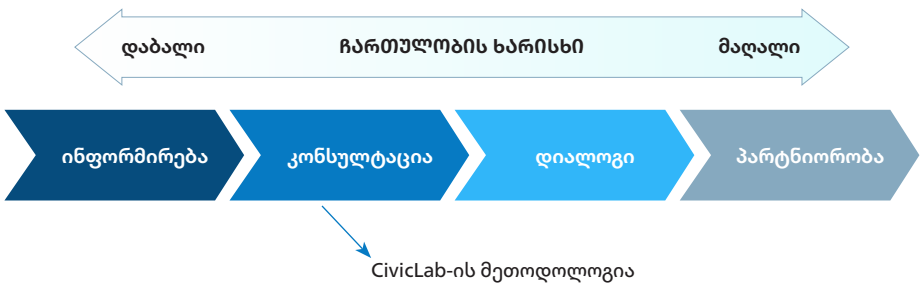 დაბალი ჩართულობის ხარისხი მაღალი
ინფორმირება კონსულტაცია დიალოგი პარტნიორობა
CivicLab-ის მეთოდოლოგია